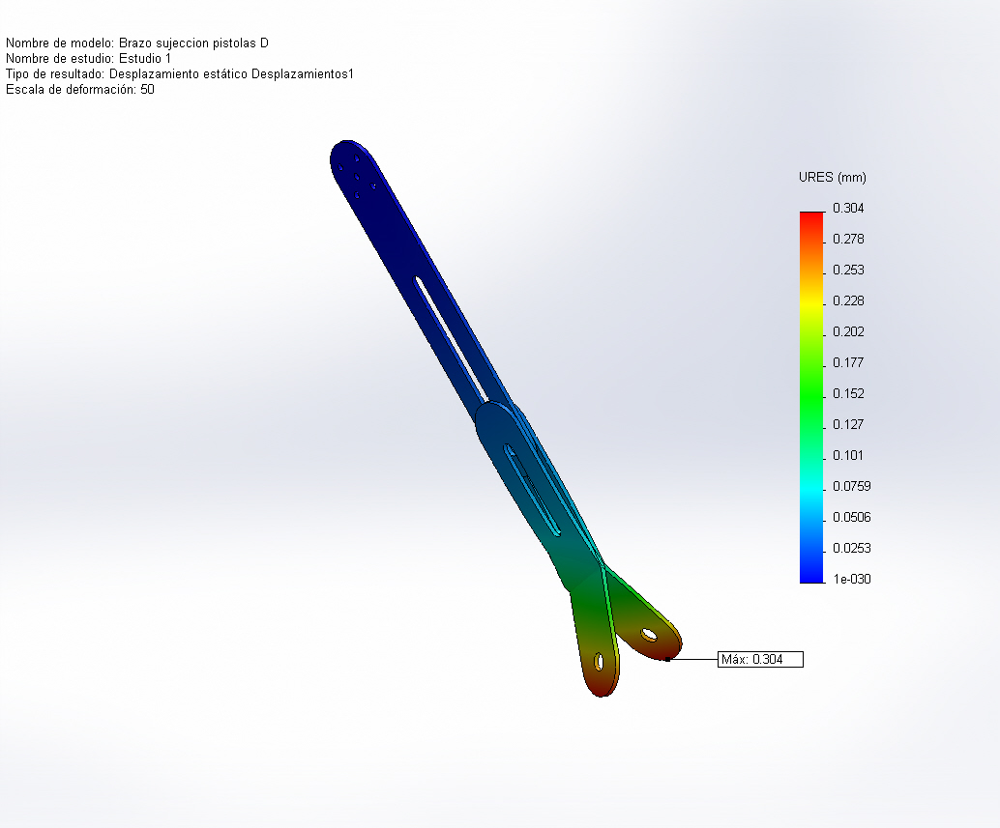 Nombre de modelo: Brazo sujeccion pistolas D
Nombre de estudio: Estudio 1
Tipo de resultado: Desplazamiento estático Desplazamientos1
Escala de deformación: 50
URES (mm)
0.304
0.278
0.253
0.228
0.202
0.177
0.152
0.127
0.101
0.0759
0.0506
0.0253
1e-030
Máx: 0.304